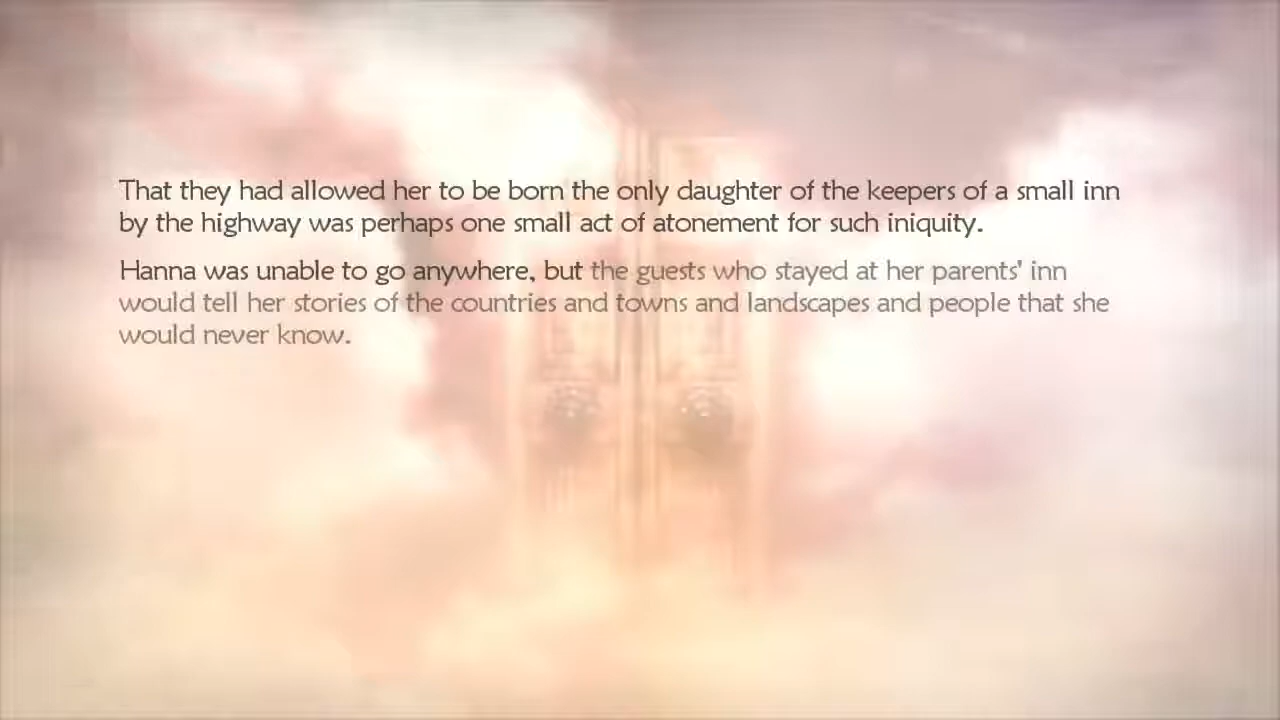 That they had allowed her to be born the only daughter of the keepers of a small inn
by the highway was perhaps one small act of atonement for such iniquity.
Hanna was unable to go anywhere, but the guests who stayed at her parents' inn
would tell her stories of the countries and towns and landscapes and people that she
would never know.